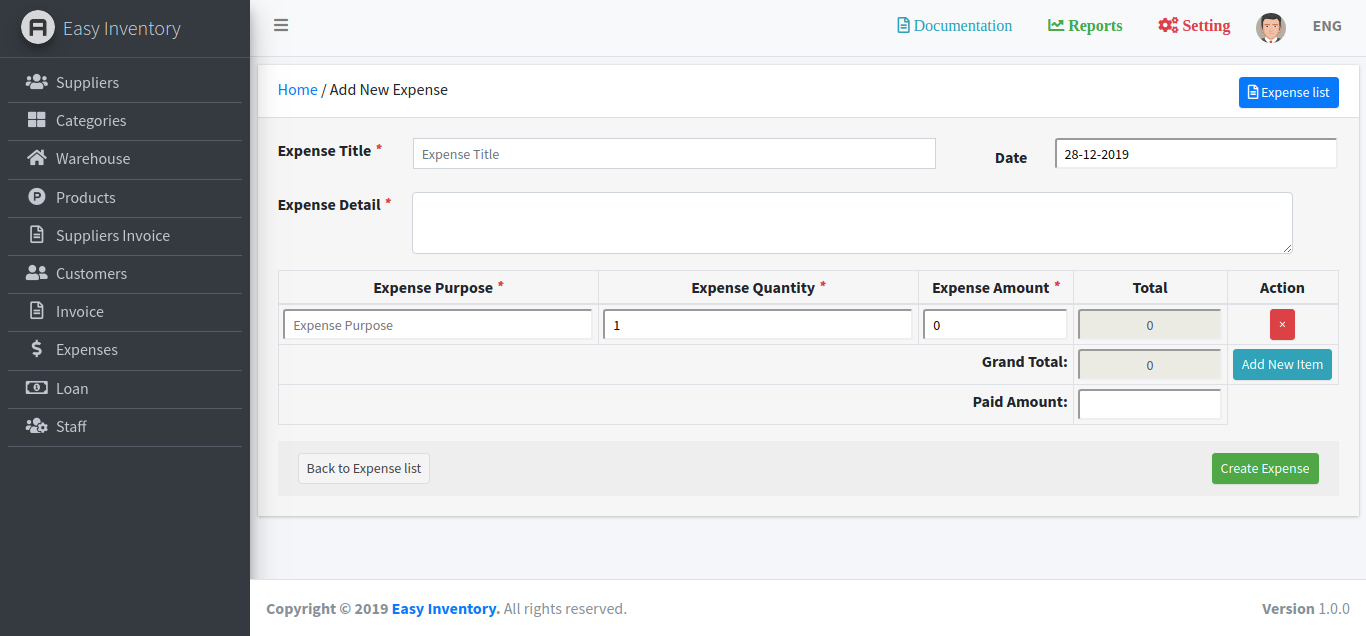 Easy Inventory
Documentation Reports Setting ENG
Suppliers
Categories
Warehouse
Products
Suppliers Invoice
Customers
Invoice
Expenses
Loan
Staff
Home / Add New Expense Expense list
Expense Title * Expense Title Date 28-12-2019
Expense Detail *
Expense Purpose * Expense Quantity * Expense Amount * Total Action
Expense Purpose 1 0 0 ×
Grand Total: 0 Add New Item
Paid Amount:
Back to Expense list Create Expense
Copyright © 2019 Easy Inventory. All rights reserved. Version 1.0.0